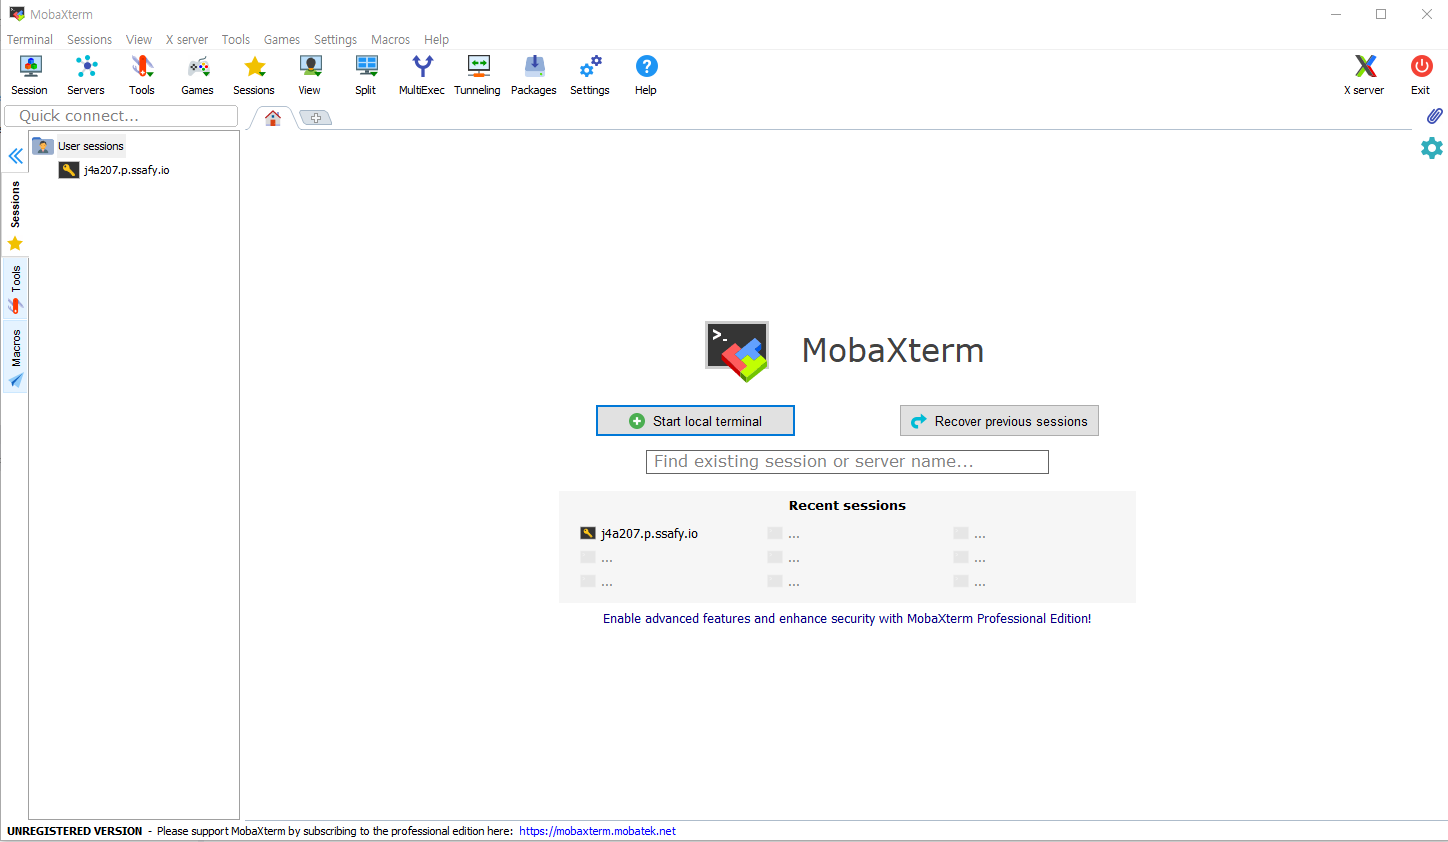 MobaXterm
Terminal Sessions View X server Tools Games Settings Macros Help
Session Servers Tools Games Sessions View Split MultiExec Tunneling Packages Settings Help X server Exit
Quick connect...
User sessions
j4a207.p.ssafy.io
Sessions
Tools
Macros
>_
MobaXterm
Start local terminal Recover previous sessions
Find existing session or server name...
Recent sessions
j4a207.p.ssafy.io ... ...
... ... ...
... ... ...
Enable advanced features and enhance security with MobaXterm Professional Edition!
UNREGISTERED VERSION - Please support MobaXterm by subscribing to the professional edition here: https://mobaxterm.mobatek.net